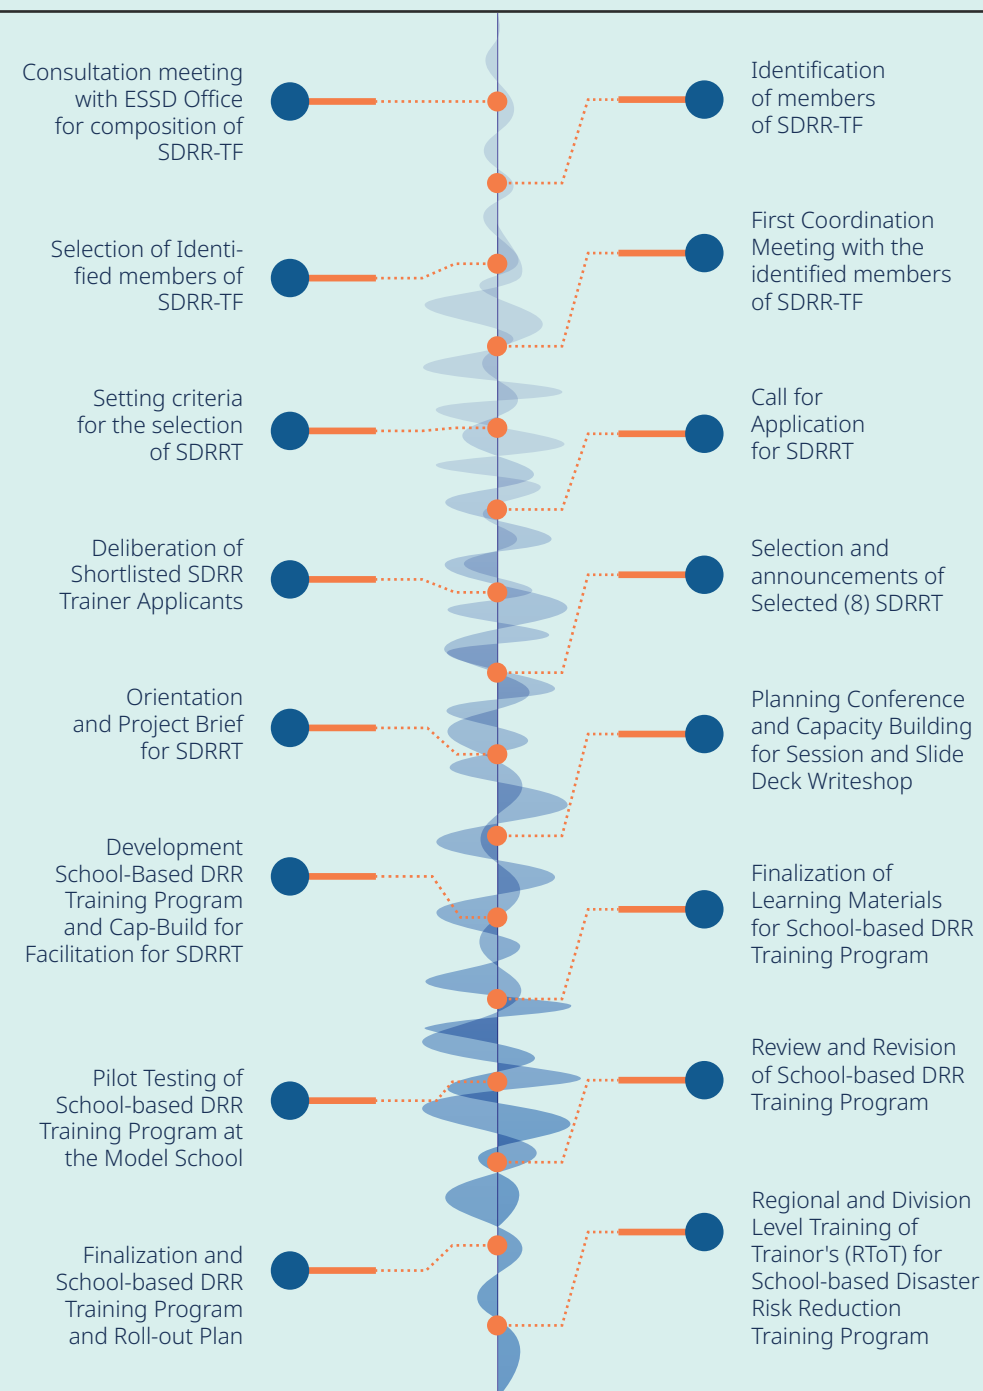 Consultation meeting
with ESSD Office
for composition of
SDRR-TF
Identification
of members
of SDRR-TF
Selection of Identi-
fied members of
SDRR-TF
First Coordination
Meeting with the
identified members
of SDRR-TF
Setting criteria
for the selection
of SDRRT
Call for
Application
for SDRRT
Deliberation of
Shortlisted SDRR
Trainer Applicants
Selection and
announcements of
Selected (8) SDRRT
Orientation
and Project Brief
for SDRRT
Planning Conference
and Capacity Building
for Session and Slide
Deck Writeshop
Development
School-Based DRR
Training Program
and Cap-Build for
Facilitation for SDRRT
Finalization of
Learning Materials
for School-based DRR
Training Program
Pilot Testing of
School-based DRR
Training Program at
the Model School
Review and Revision
of School-based DRR
Training Program
Finalization and
School-based DRR
Training Program
and Roll-out Plan
Regional and Division
Level Training of
Trainor's (RToT) for
School-based Disaster
Risk Reduction
Training Program